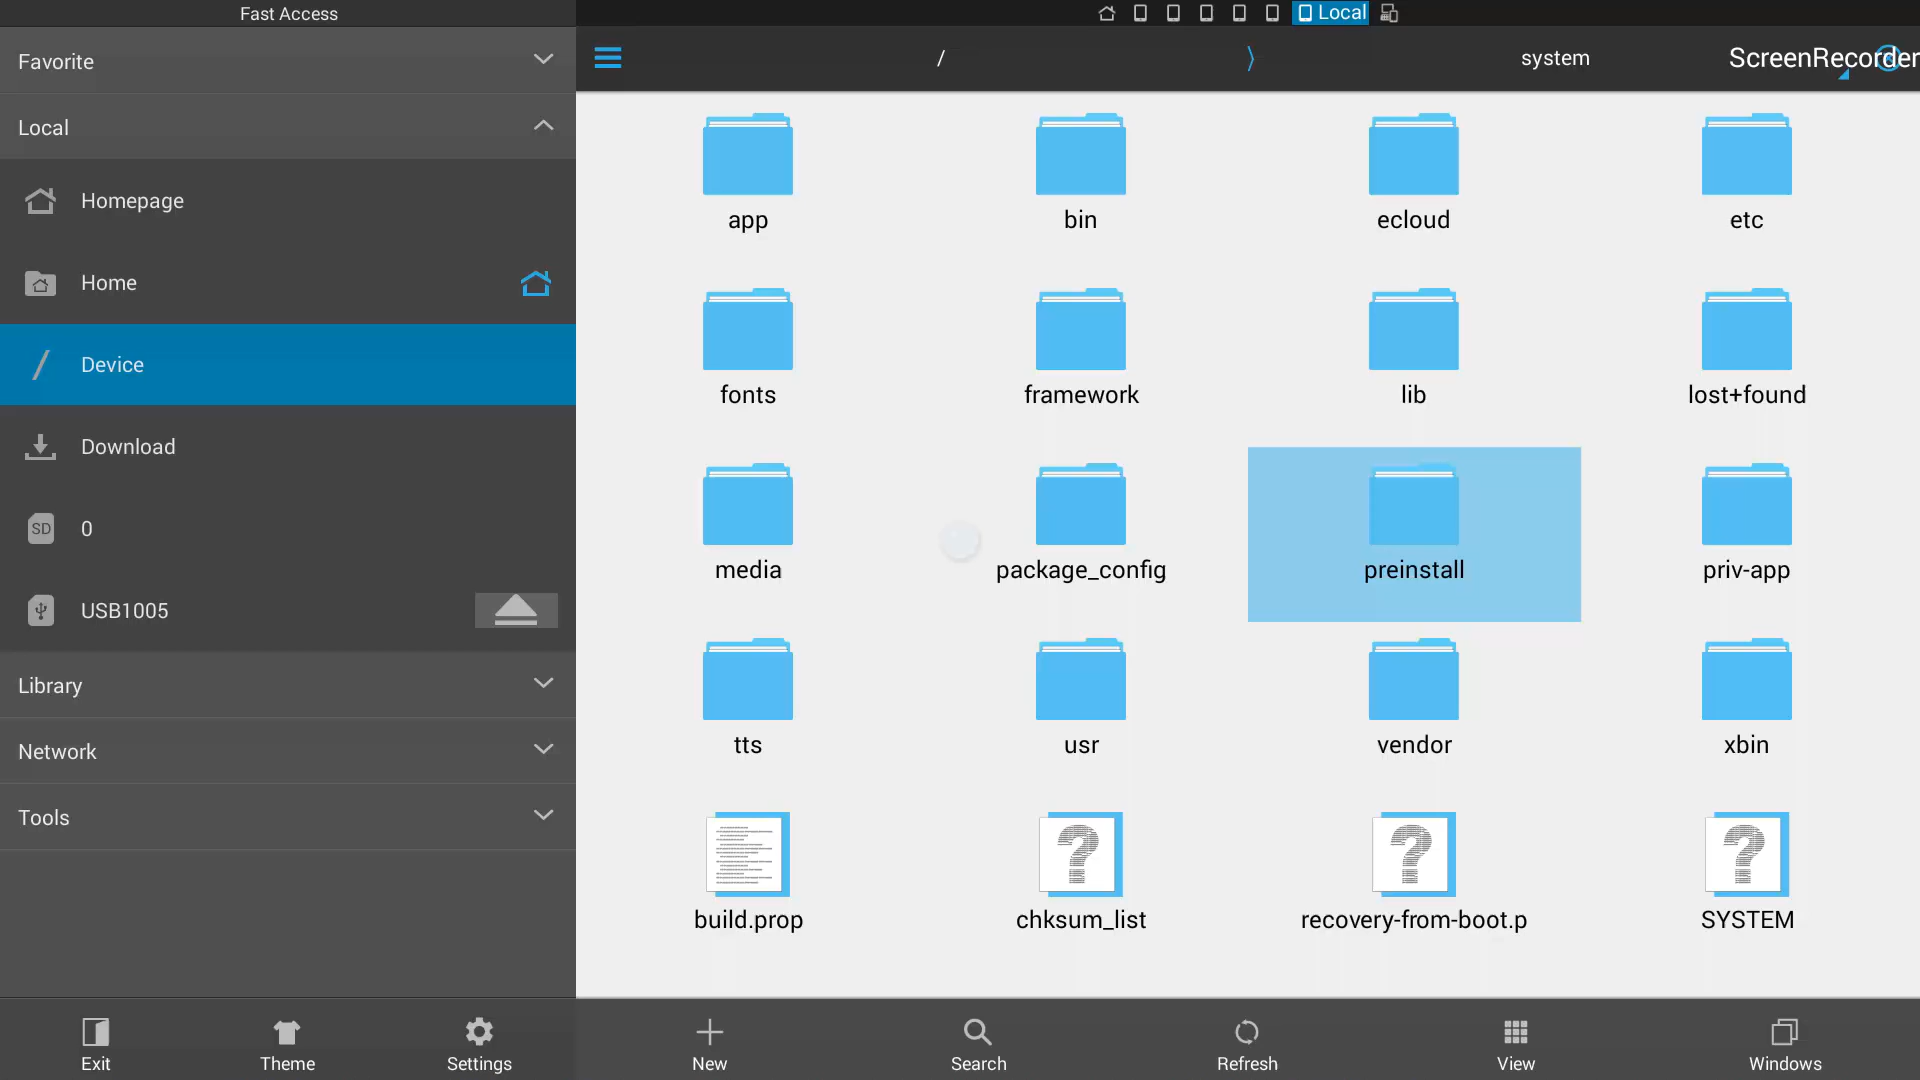 Fast Access
Favorite
Local
Homepage
Home
Device
Download
SD 0
USB1005
Library
Network
Tools
Exit
Theme
Settings
Local
/
system
ScreenRecorder
app
bin
ecloud
etc
fonts
framework
lib
lost+found
media
package_config
preinstall
priv-app
tts
usr
vendor
xbin
build.prop
chksum_list
recovery-from-boot.p
SYSTEM
New
Search
Refresh
View
Windows